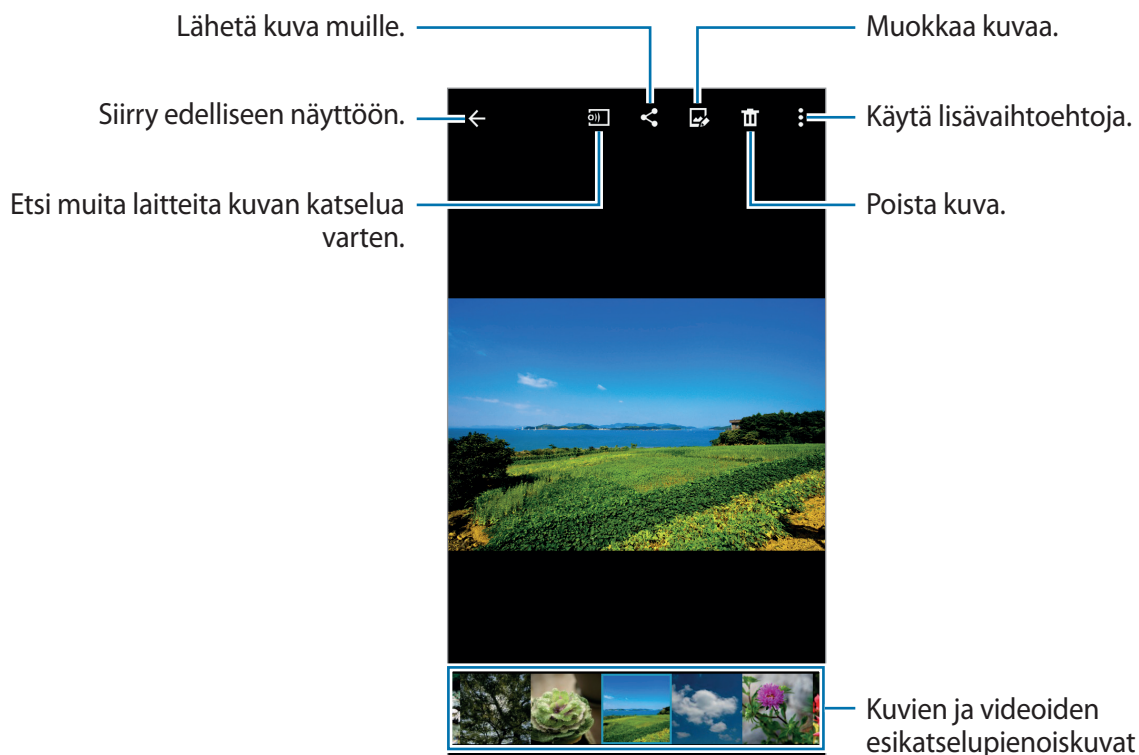 Lähetä kuva muille.
Muokkaa kuvaa.
Siirry edelliseen näyttöön.
Käytä lisävaihtoehtoja.
Etsi muita laitteita kuvan katselua
varten.
Poista kuva.
Kuvien ja videoiden
esikatselupienoiskuvat